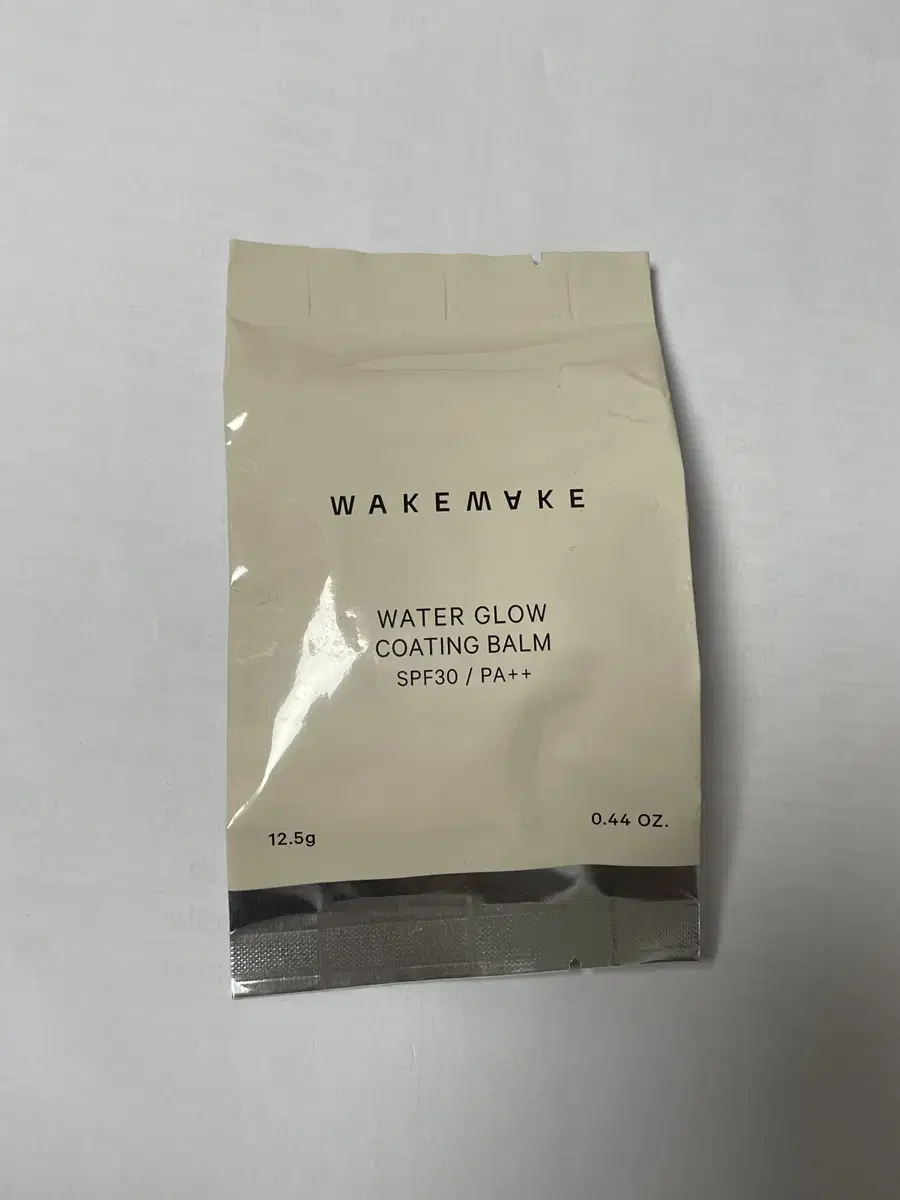 WAKEMAKE
WATER GLOW
COATING BALM
SPF30 / PA++
12.5g
0.44 OZ.